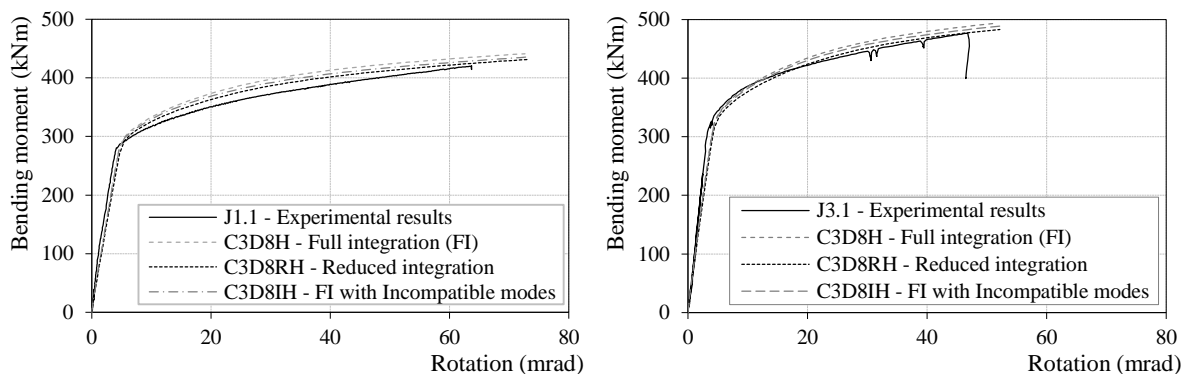 Bending moment (kNm)
500
400
300
200
100
0
J1.1 - Experimental results
C3D8H - Full integration (FI)
C3D8RH - Reduced integration
C3D8IH - FI with Incompatible modes
0 20 40 60 80
Rotation (mrad)
Bending moment (kNm)
500
400
300
200
100
0
J3.1 - Experimental results
C3D8H - Full integration (FI)
C3D8RH - Reduced integration
C3D8IH - FI with Incompatible modes
0 20 40 60 80
Rotation (mrad)